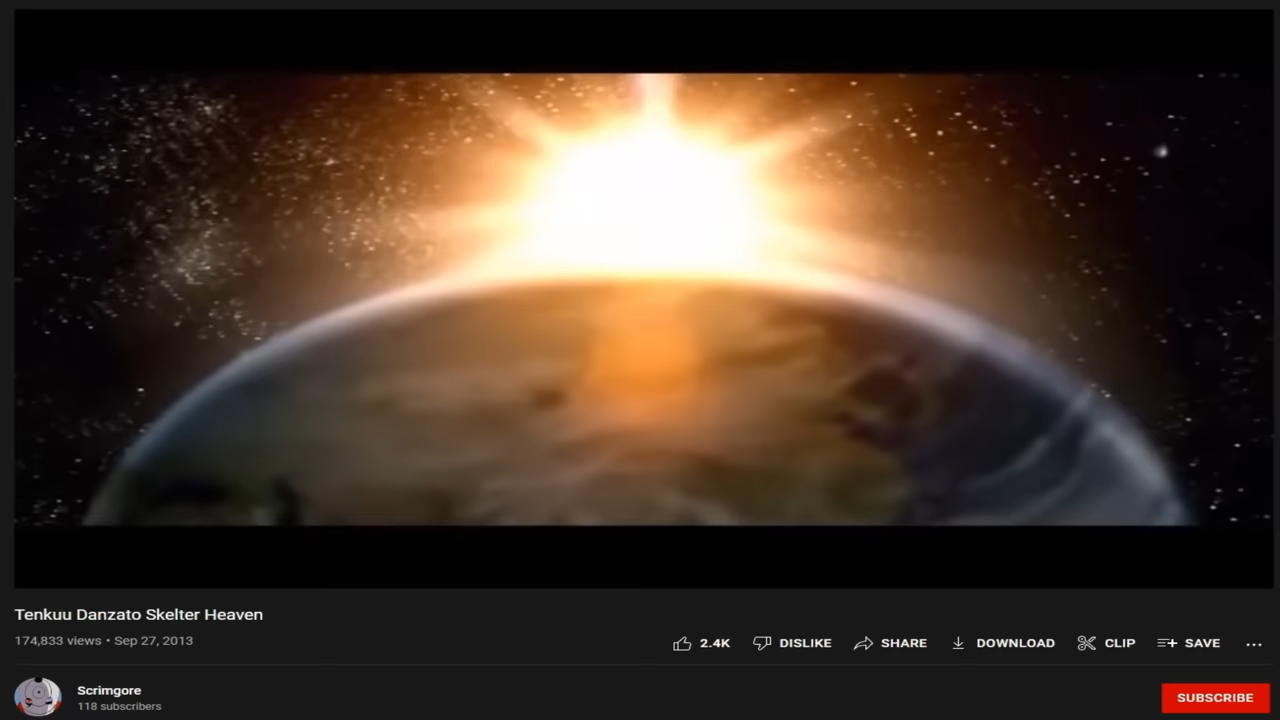 Tenkuu Danzato Skelter Heaven
174,833 views • Sep 27, 2013
2.4K DISLIKE SHARE DOWNLOAD CLIP SAVE ...
Scrimgore
118 subscribers
SUBSCRIBE